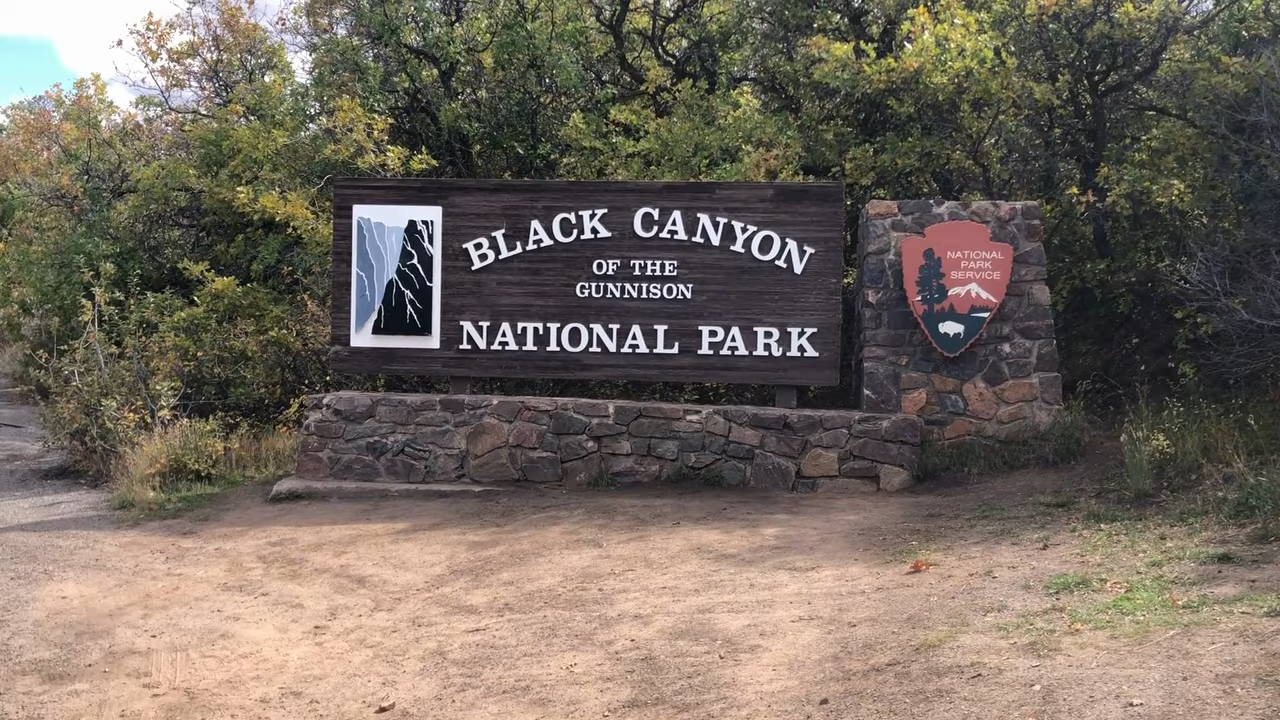 BLACK CANYON
OF THE
GUNNISON
NATIONAL PARK
NATIONAL
PARK
SERVICE